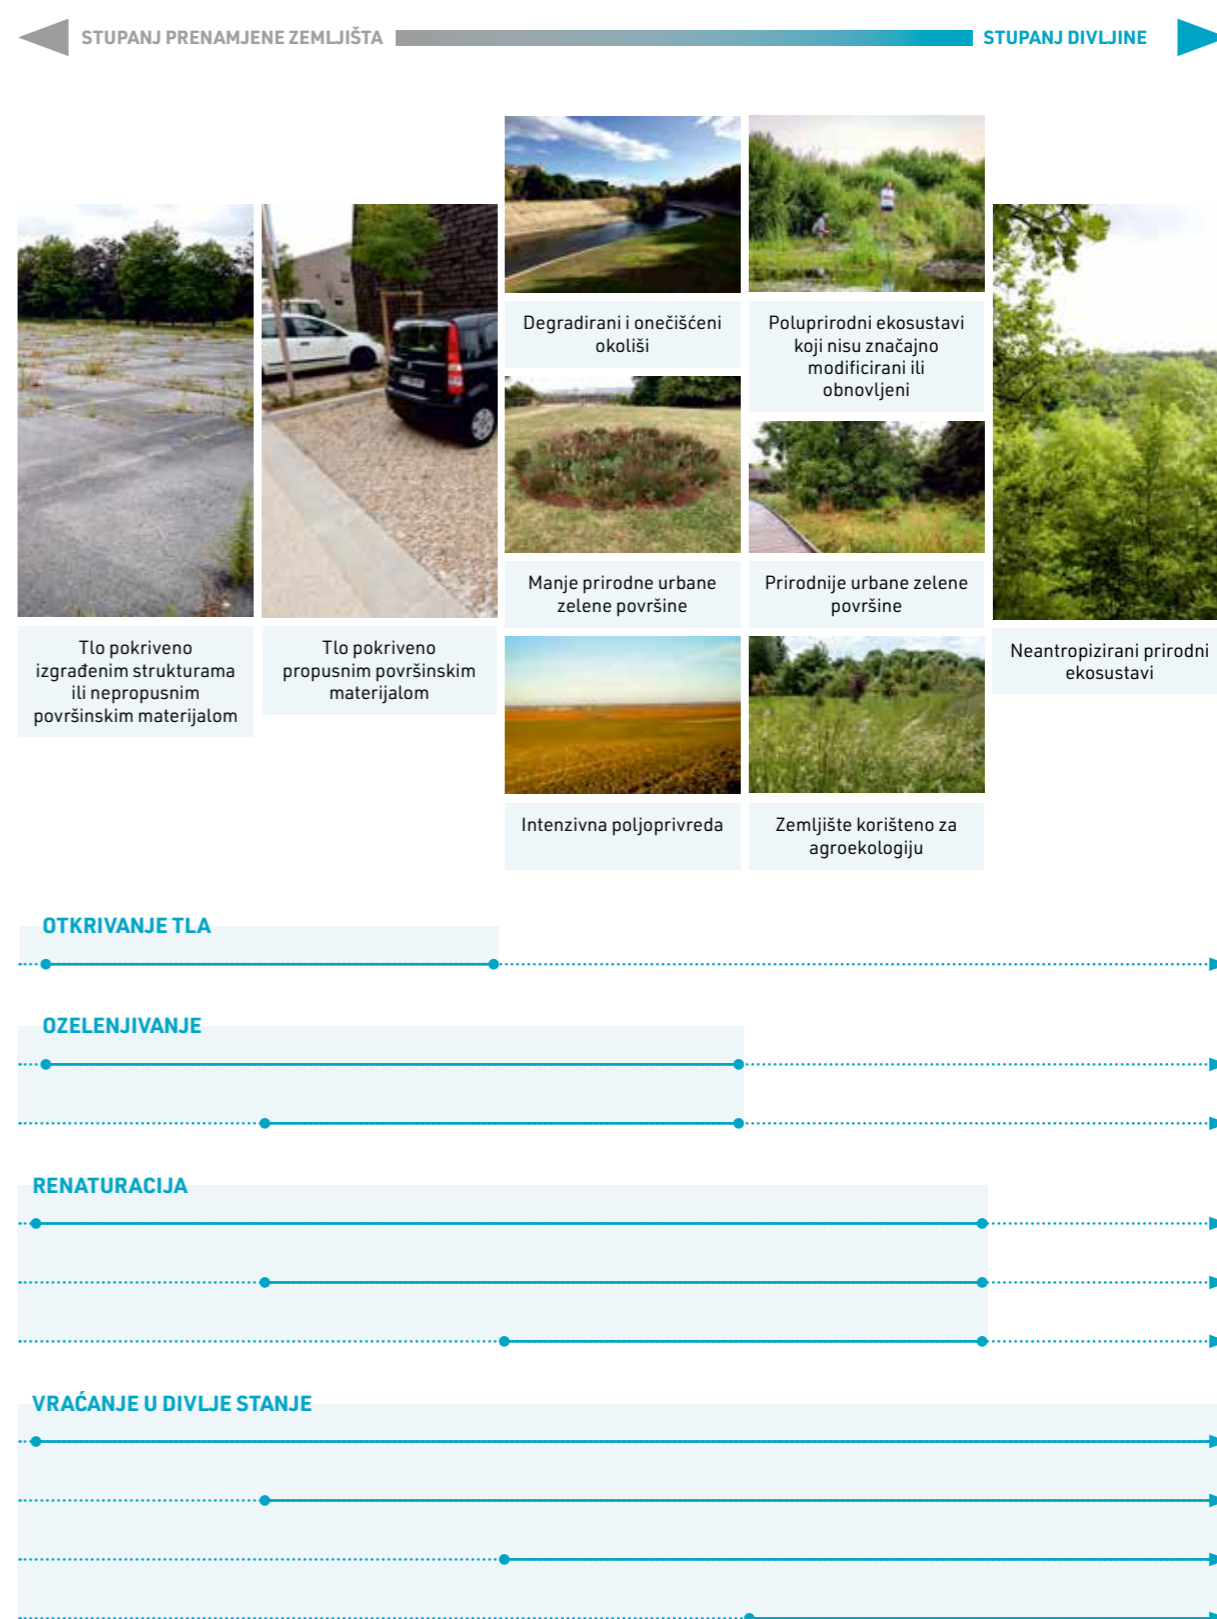 STUPANJ PRENAMJENE ZEMLJIŠTA
STUPANJ DIVLJINE
Degradirani i onečišćeni
okoliši
Poluprirodni ekosustavi
koji nisu značajno
modificirani ili
obnovljeni
Manje prirodne urbane
zelene površine
Prirodnije urbane zelene
površine
Tlo pokriveno
izgrađenim strukturama
ili nepropusnim
površinskim materijalom
Tlo pokriveno
propusnim površinskim
materijalom
Neantropizirani prirodni
ekosustavi
Intenzivna poljoprivreda
Zemljište korišteno za
agroekologiju
OTKRIVANJE TLA
OZELENJIVANJE
RENATURACIJA
VRAĆANJE U DIVLJE STANJE